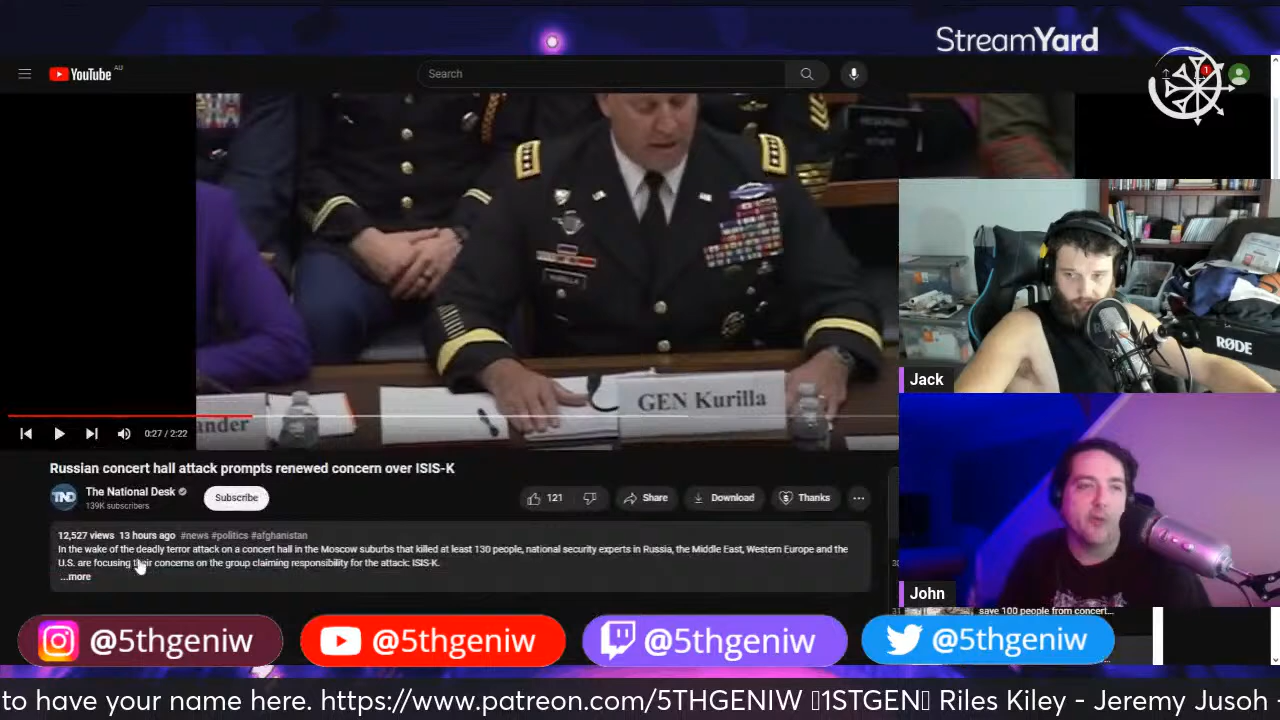 StreamYard
YouTube AU
Search
1
ander
GEN Kurilla
0:27 / 2:22
RØDE
Jack
Russian concert hall attack prompts renewed concern over ISIS-K
TND
The National Desk
139K subscribers
Subscribe
121
Share
Download
Thanks
12,527 views 13 hours ago #news #politics #afghanistan
In the wake of the deadly terror attack on a concert hall in the Moscow suburbs that killed at least 130 people, national security experts in Russia, the Middle East, Western Europe and the
U.S. are focusing their concerns on the group claiming responsibility for the attack: ISIS-K.
...more
John
save 100 people from concert...
@5thgeniw
@5thgeniw
@5thgeniw
@5thgeniw
to have your name here. https://www.patreon.com/5THGENIW 1STGEN Riles Kiley - Jeremy Jusoh